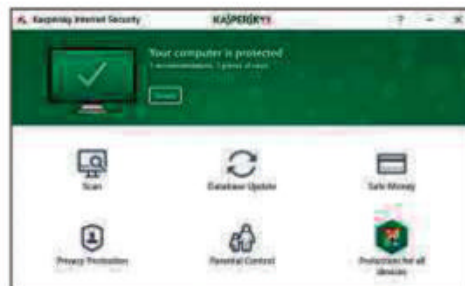 Kaspersky Internet Security
KASPERSKY
? – ×
Your computer is protected
Details
Scan
Database Update
Safe Money
Privacy Protection
Parental Control
Protection for all
devices